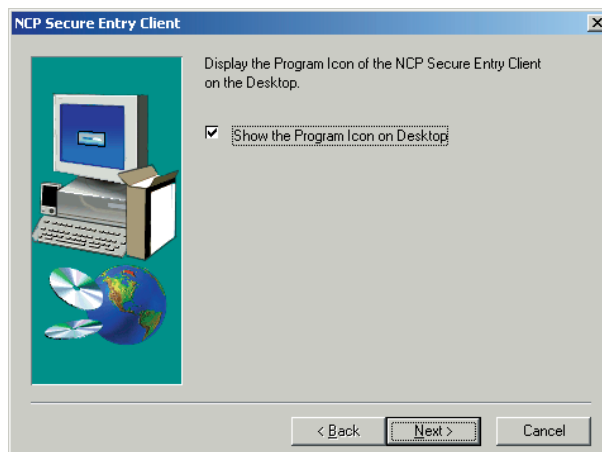 NCP Secure Entry Client
Display the Program Icon of the NCP Secure Entry Client
on the Desktop.
Show the Program Icon on Desktop
< Back
Next >
Cancel